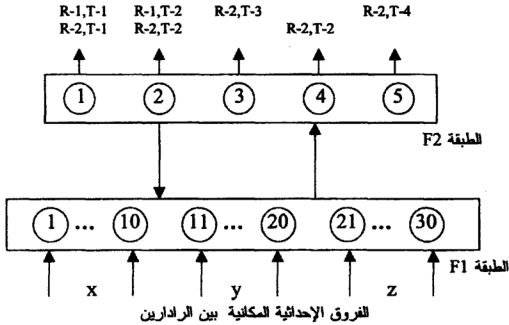 R-1,T-1 R-1,T-2 R-2,T-3 R-2,T-4
R-2,T-1 R-2,T-2 R-2,T-2
1 2 3 4 5
الطبقة F2
1 ... 10 11 ... 20 21 ... 30
الطبقة F1
x y z
الفروق الإحداثية المكانية بين الرادارين